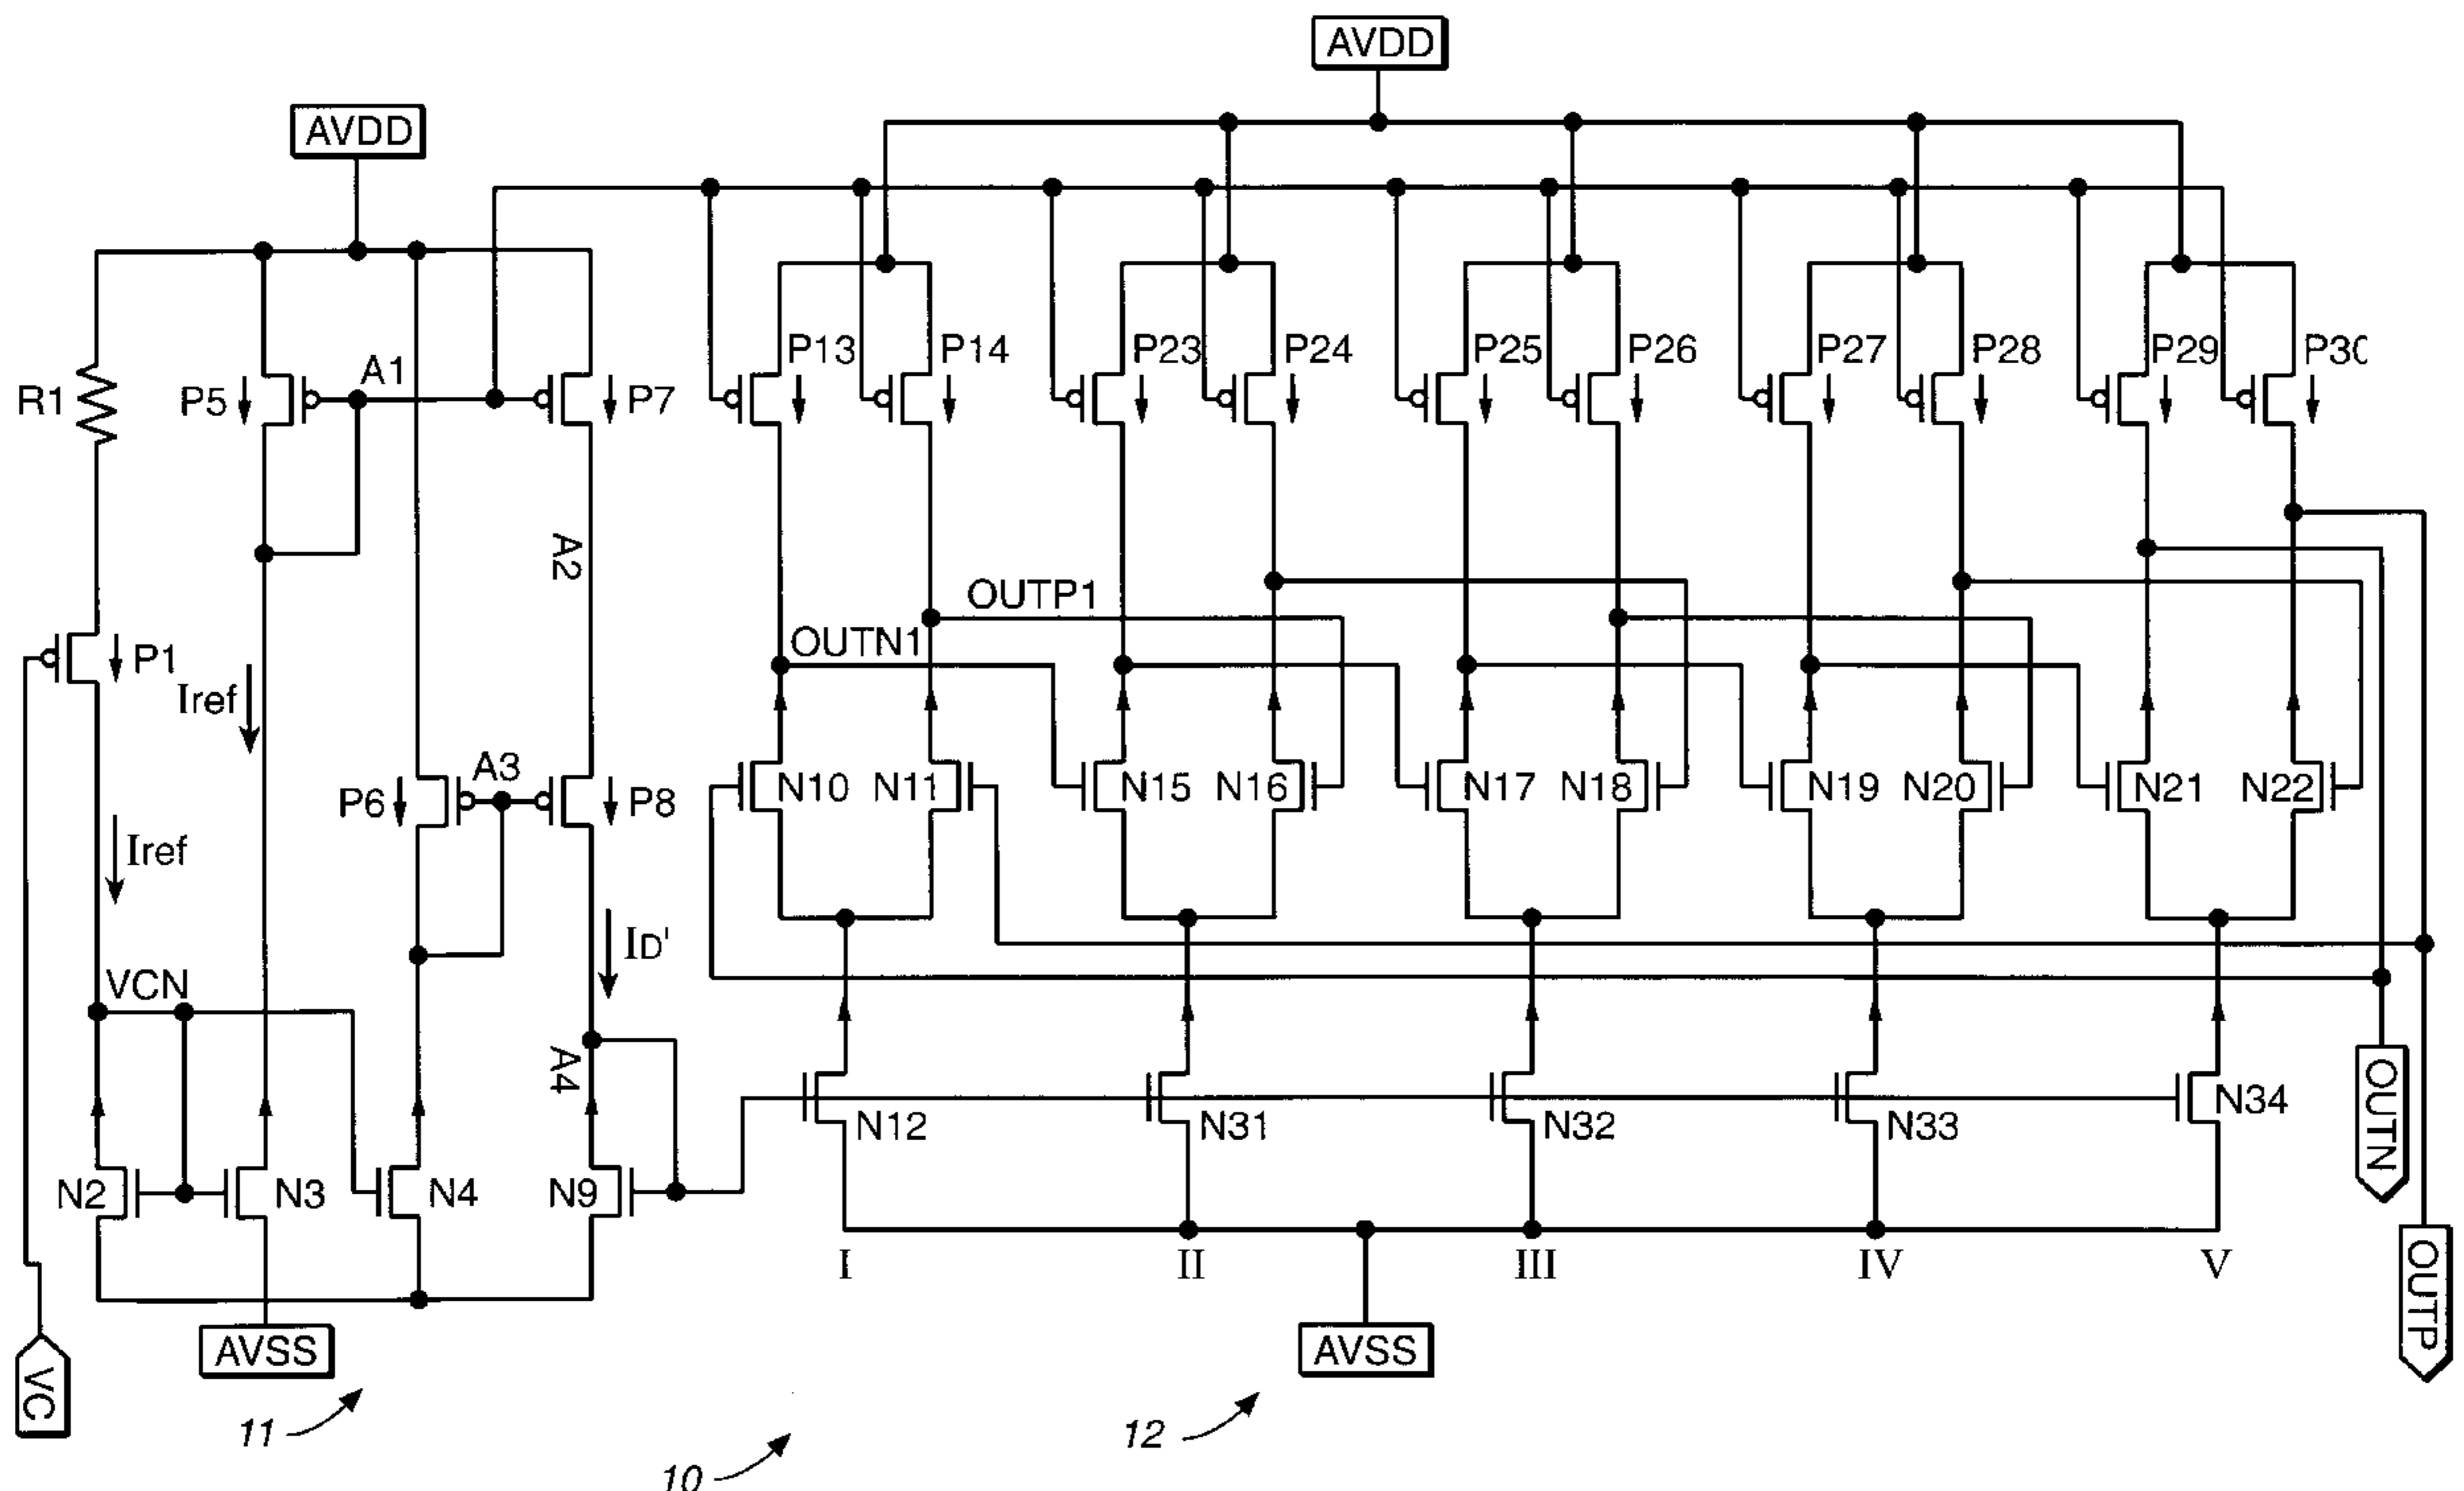 AVDD
AVDD
P13 P14 P23 P24 P25 P26 P27 P28 P29
R1 P5 A1 P7
A2
OUTP1
OUTN1
P1
Iref
A3
P6 P8
N10 N11 N15 N16 N17 N18 N19 N20 N21 N22
Iref
ID'
VCN
A4
N12 N31 N32 N33 N34
OUTN
N2 N3 N4 N9
I II III IV V
OUTP
AVSS AVSS
VC
11 12
10